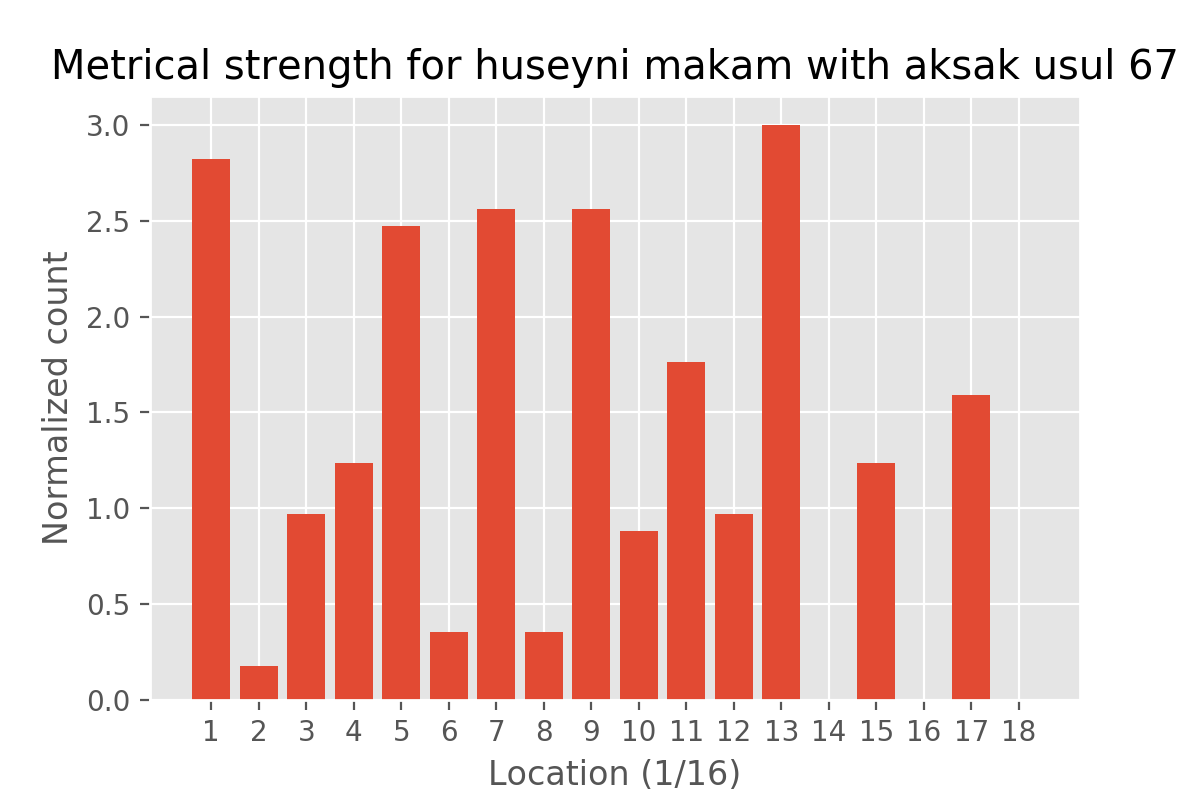 Metrical strength for huseyni makam with aksak usul 67
3.0
2.5
2.0
1.5
1.0
0.5
0.0
Normalized count
1 2 3 4 5 6 7 8 9 10 11 12 13 14 15 16 17 18
Location (1/16)